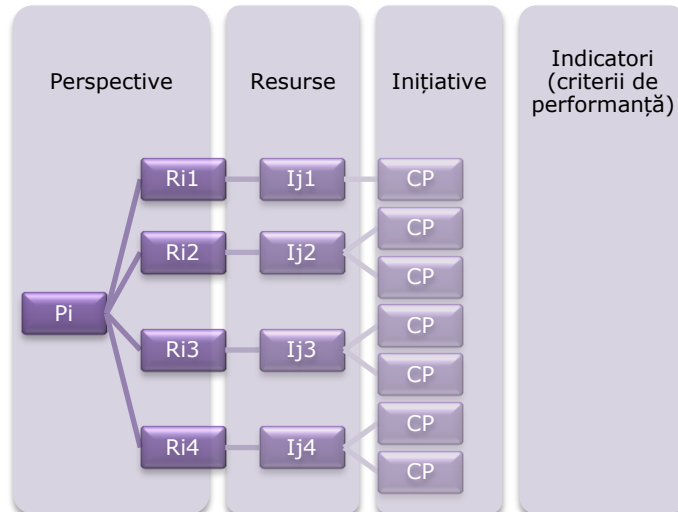 Perspective
Resurse
Inițiative
Indicatori
(criterii de
performanță)
Pi
Ri1
Ij1
CP
Ri2
Ij2
CP
CP
Ri3
Ij3
CP
CP
Ri4
Ij4
CP
CP